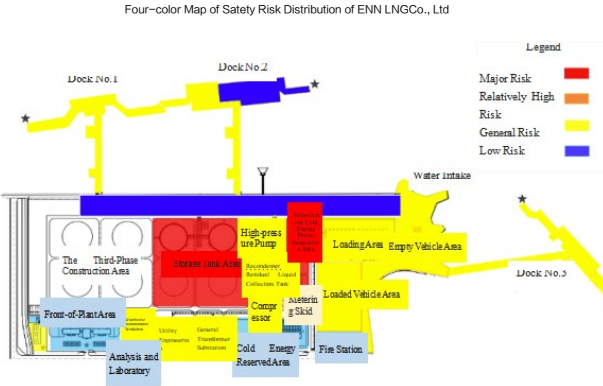 Four-color Map of Satety Risk Distribution of ENN LNGCo., Ltd
Legend
Major Risk
Relatively High
Risk
General Risk
Low Risk
Dock No.1
Dock No.2
Water Intake
Dock No.3
High-press
ure Pump
Loading Area
Empty Vehicle Area
The Third-Phase
Construction Area
Storage Tank Area
Recondenser
Residual Liquid
Collection Tank
Loaded Vehicle Area
Meterin
g Skid
Compr
essor
Front-of-Plant Area
Utility
Engineerin
General
Transformer
Substation
Analysis and
Laboratory
Cold Energy
Reserved Area
Fire Station